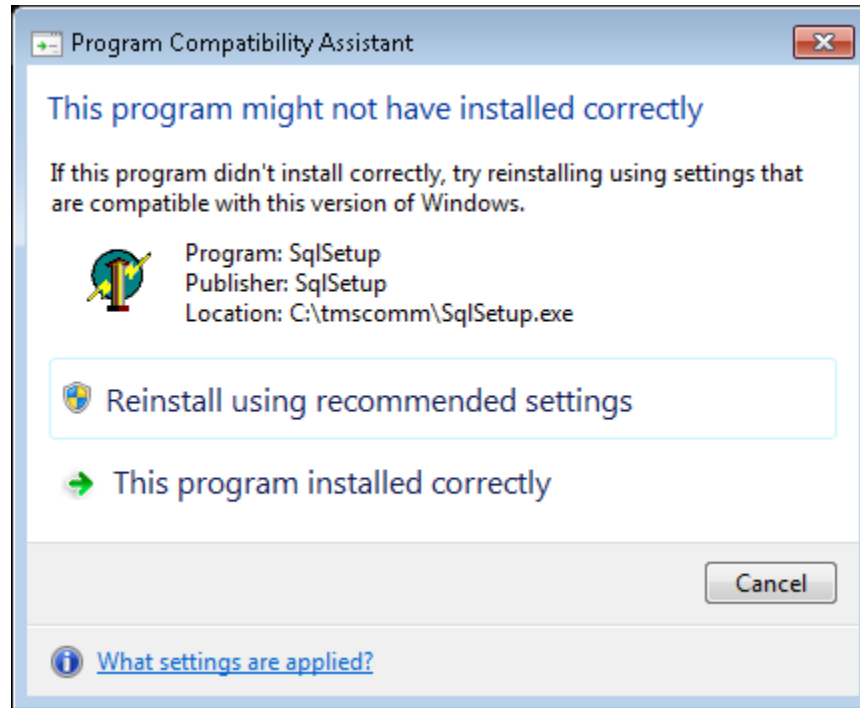 Program Compatibility Assistant
This program might not have installed correctly
If this program didn't install correctly, try reinstalling using settings that
are compatible with this version of Windows.
Program: SqlSetup
Publisher: SqlSetup
Location: C:\tmscomm\SqlSetup.exe
Reinstall using recommended settings
This program installed correctly
Cancel
What settings are applied?